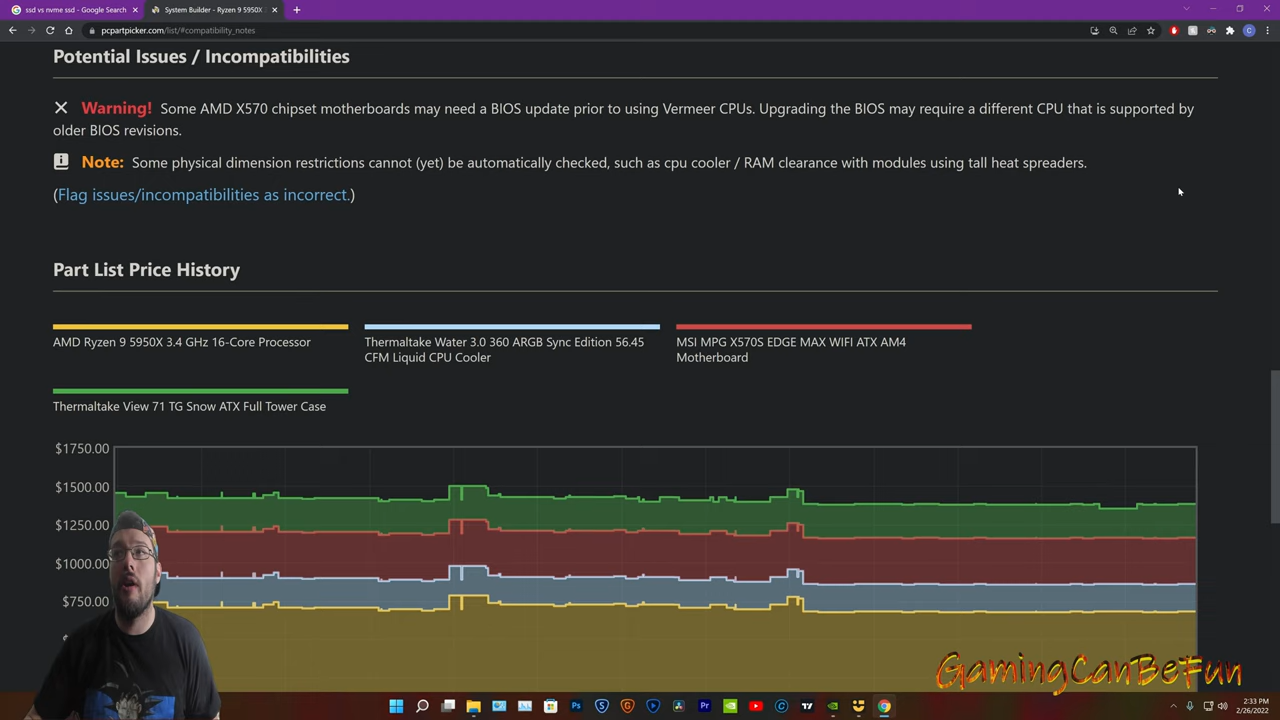 ssd vs nvme ssd - Google Search
System Builder - Ryzen 9 5950X
pcpartpicker.com/list/#compatibility_notes
Potential Issues / Incompatibilities
Warning! Some AMD X570 chipset motherboards may need a BIOS update prior to using Vermeer CPUs. Upgrading the BIOS may require a different CPU that is supported by
older BIOS revisions.
Note: Some physical dimension restrictions cannot (yet) be automatically checked, such as cpu cooler / RAM clearance with modules using tall heat spreaders.
(Flag issues/incompatibilities as incorrect.)
Part List Price History
AMD Ryzen 9 5950X 3.4 GHz 16-Core Processor
Thermaltake Water 3.0 360 ARGB Sync Edition 56.45
CFM Liquid CPU Cooler
MSI MPG X570S EDGE MAX WIFI ATX AM4
Motherboard
Thermaltake View 71 TG Snow ATX Full Tower Case
$1750.00
$1500.00
$1250.00
$1000.00
$750.00
GamingCanBeFun
2:33 PM
2/26/2022